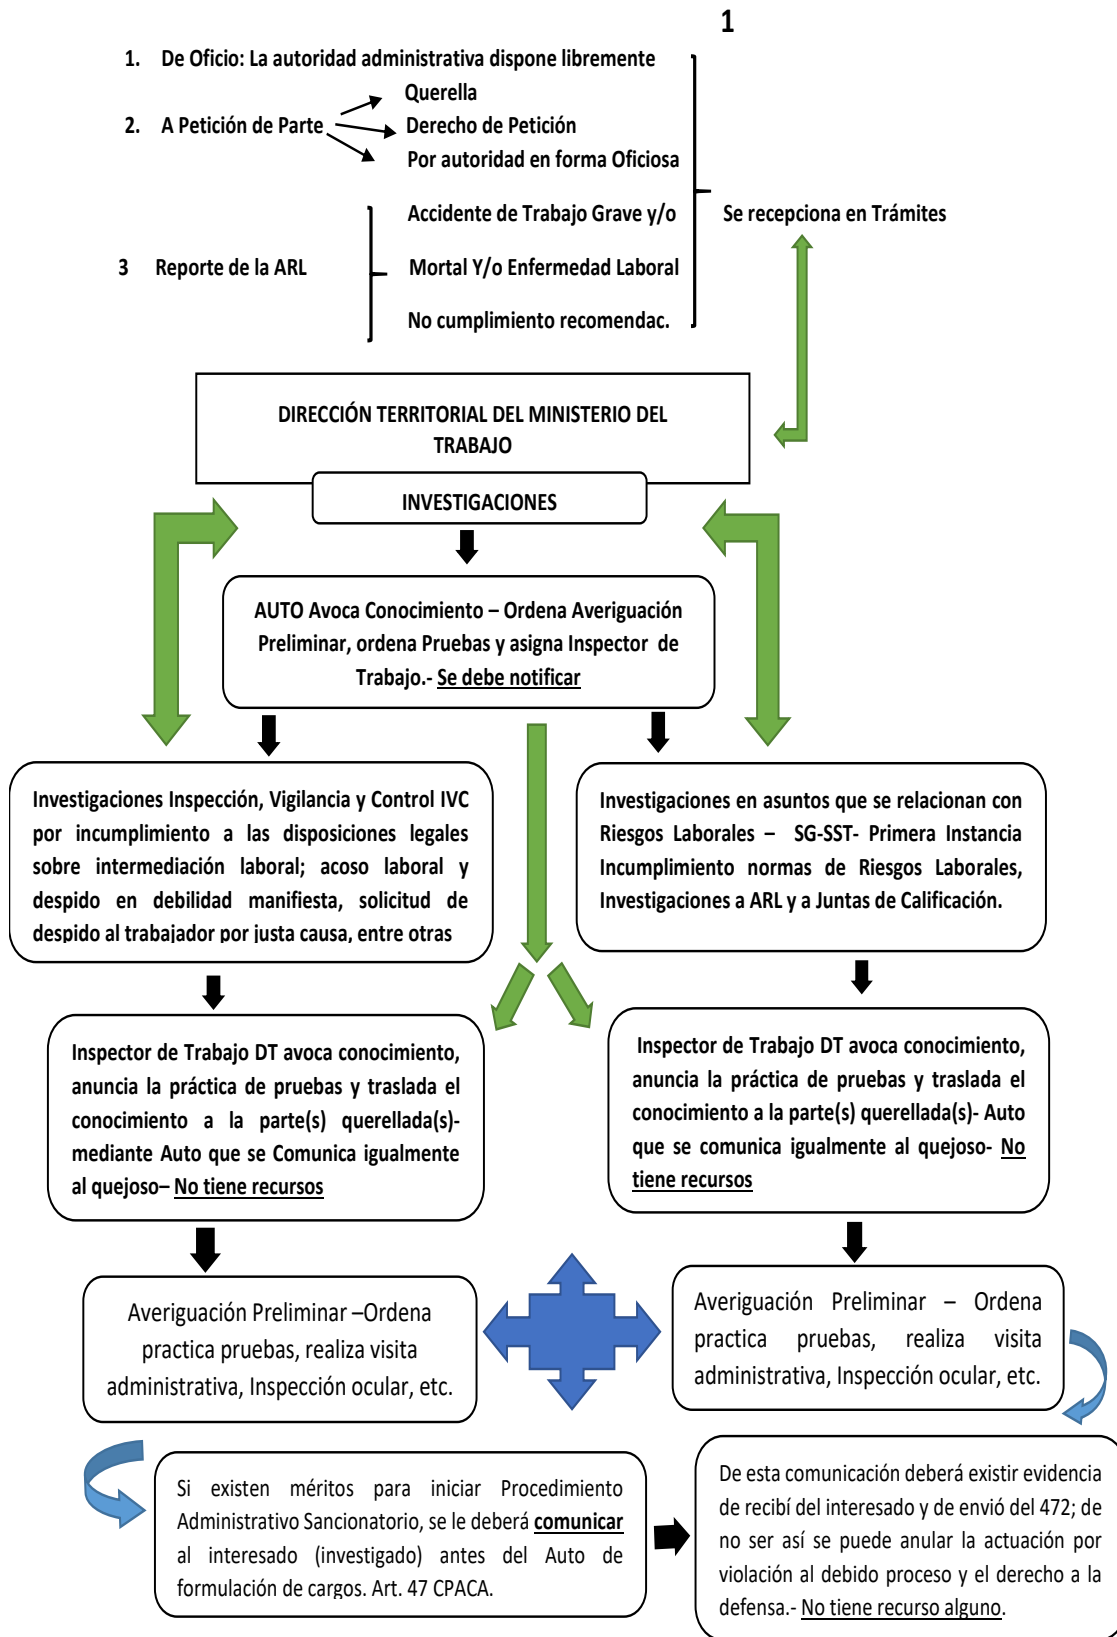 1
1. De Oficio: La autoridad administrativa dispone libremente
Querella
2. A Petición de Parte
Derecho de Petición
Por autoridad en forma Oficiosa
Accidente de Trabajo Grave y/o
Se recepciona en Trámites
3 Reporte de la ARL
Mortal Y/o Enfermedad Laboral
No cumplimiento recomendac.
DIRECCIÓN TERRITORIAL DEL MINISTERIO DEL
TRABAJO
INVESTIGACIONES
AUTO Avoca Conocimiento – Ordena Averiguación
Preliminar, ordena Pruebas y asigna Inspector de
Trabajo.- Se debe notificar
Investigaciones Inspección, Vigilancia y Control IVC
por incumplimiento a las disposiciones legales
sobre intermediación laboral; acoso laboral y
despido en debilidad manifiesta, solicitud de
despido al trabajador por justa causa, entre otras
Investigaciones en asuntos que se relacionan con
Riesgos Laborales – SG-SST- Primera Instancia
Incumplimiento normas de Riesgos Laborales,
Investigaciones a ARL y a Juntas de Calificación.
Inspector de Trabajo DT avoca conocimiento,
anuncia la práctica de pruebas y traslada el
conocimiento a la parte(s) querellada(s)-
mediante Auto que se Comunica igualmente
al quejoso– No tiene recursos
Inspector de Trabajo DT avoca conocimiento,
anuncia la práctica de pruebas y traslada el
conocimiento a la parte(s) querellada(s)- Auto
que se comunica igualmente al quejoso- No
tiene recursos
Averiguación Preliminar –Ordena
practica pruebas, realiza visita
administrativa, Inspección ocular, etc.
Averiguación Preliminar – Ordena
practica pruebas, realiza visita
administrativa, Inspección ocular, etc.
Si existen méritos para iniciar Procedimiento
Administrativo Sancionatorio, se le deberá comunicar
al interesado (investigado) antes del Auto de
formulación de cargos. Art. 47 CPACA.
De esta comunicación deberá existir evidencia
de recibí del interesado y de envió del 472; de
no ser así se puede anular la actuación por
violación al debido proceso y el derecho a la
defensa.- No tiene recurso alguno.